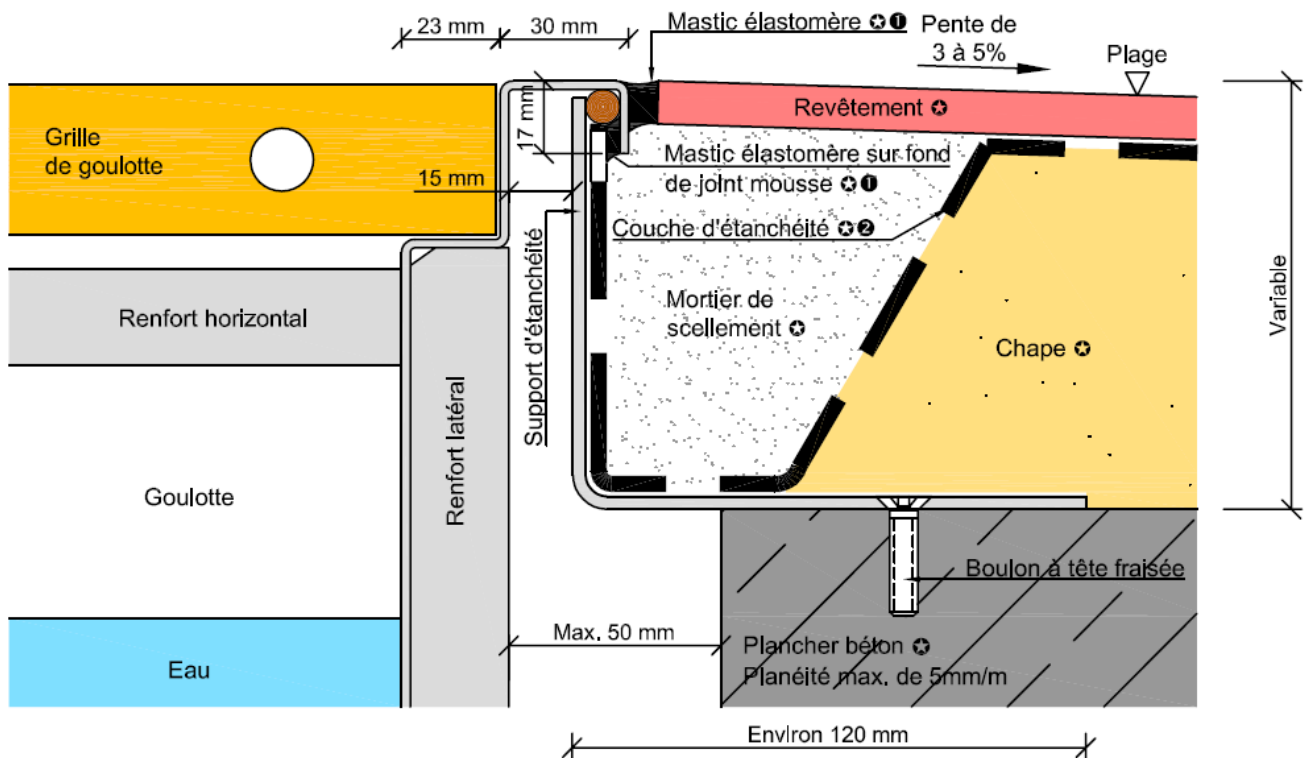 23 mm
30 mm
Mastic élastomère ✪❶
Pente de
3 à 5%
Plage
Grille
de goulotte
Revêtement ✪
17 mm
15 mm
Mastic élastomère sur fond
de joint mousse ✪❶
Couche d'étanchéité ✪❷
Support d'étanchéité
Renfort horizontal
Mortier de
scellement ✪
Chape ✪
Variable
Renfort latéral
Goulotte
Boulon à tête fraisée
Max. 50 mm
Plancher béton ✪
Planéité max. de 5mm/m
Eau
Environ 120 mm